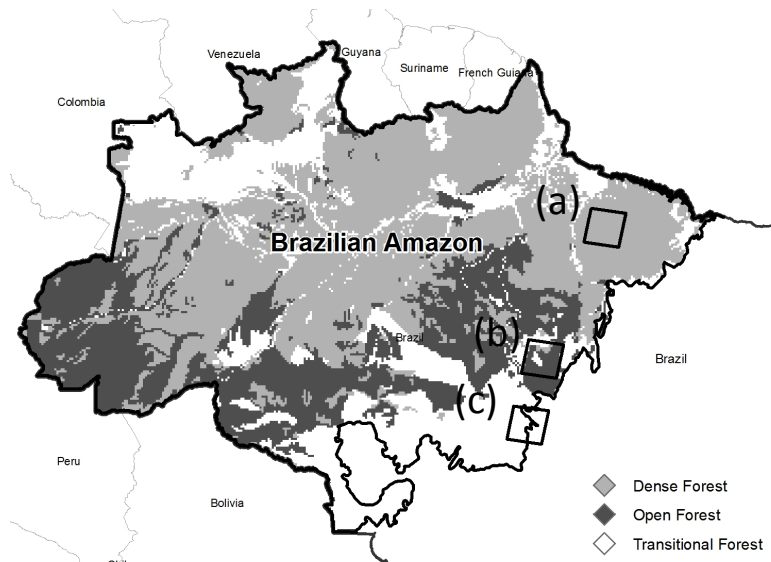 Venezuela
Guyana
Suriname
French Guiana
Colombia
(a)
Brazilian Amazon
(b)
Brazil
Brazil
(c)
Peru
Bolivia
Dense Forest
Open Forest
Transitional Forest